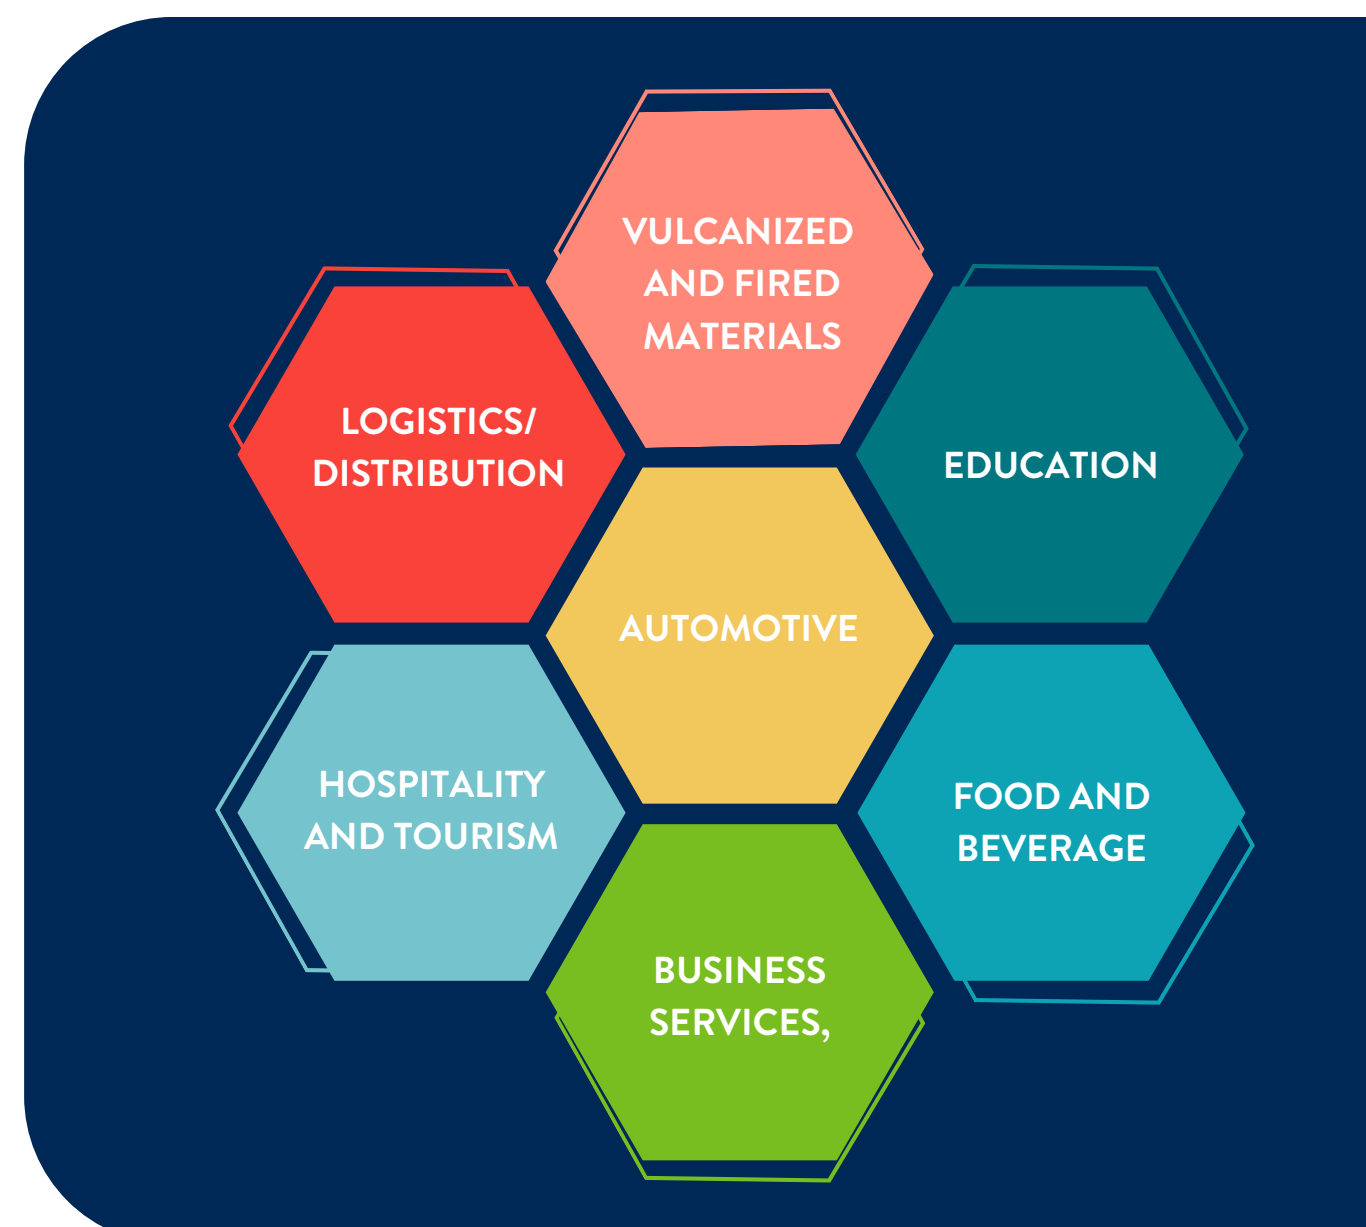 VULCANIZED
AND FIRED
MATERIALS
LOGISTICS/
DISTRIBUTION
EDUCATION
AUTOMOTIVE
HOSPITALITY
AND TOURISM
FOOD AND
BEVERAGE
BUSINESS
SERVICES,